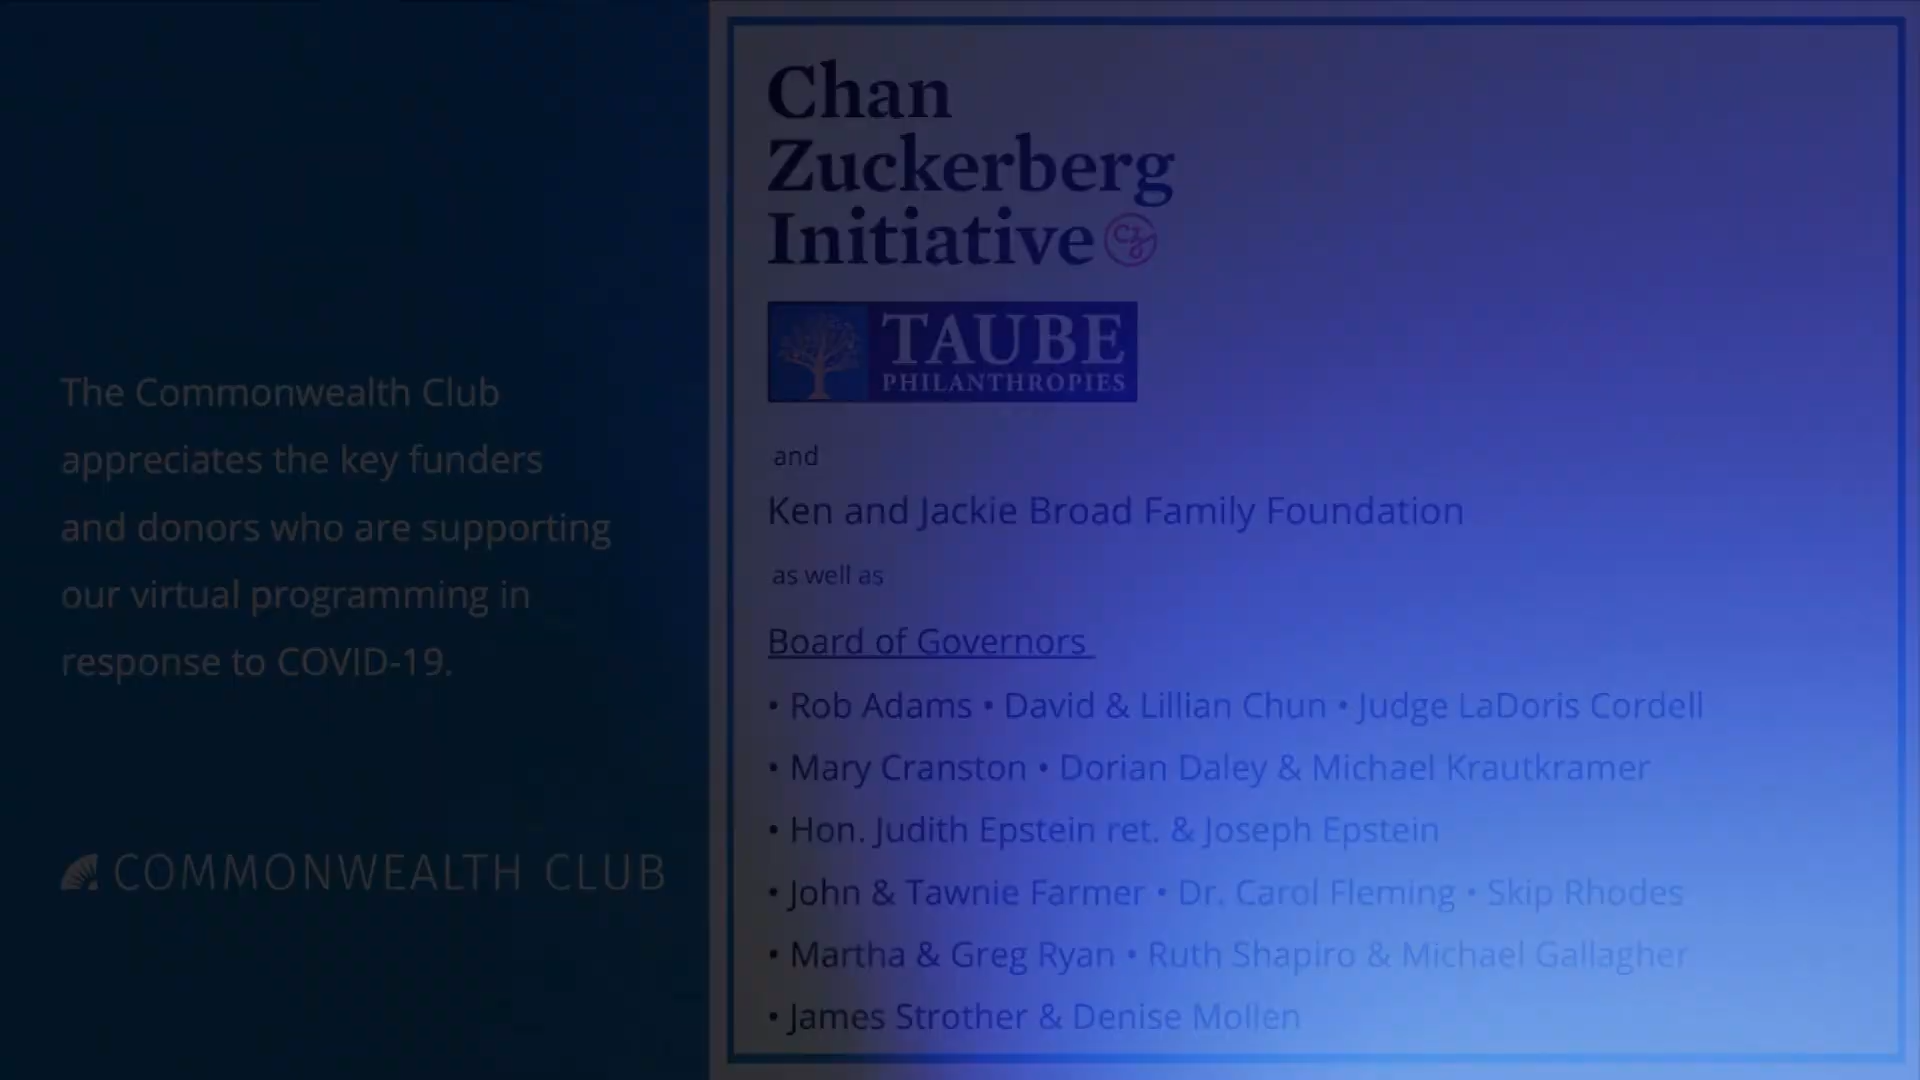 The Commonwealth Club
appreciates the key funders
and donors who are supporting
our virtual programming in
response to COVID-19.
COMMONWEALTH CLUB
Chan
Zuckerberg
Initiative
CZ
TAUBE
PHILANTHROPIES
and
Ken and Jackie Broad Family Foundation
as well as
Board of Governors
• Rob Adams • David & Lillian Chun • Judge LaDoris Cordell
• Mary Cranston • Dorian Daley & Michael Krautkramer
• Hon. Judith Epstein ret. & Joseph Epstein
• John & Tawnie Farmer • Dr. Carol Fleming • Skip Rhodes
• Martha & Greg Ryan • Ruth Shapiro & Michael Gallagher
• James Strother & Denise Mollen